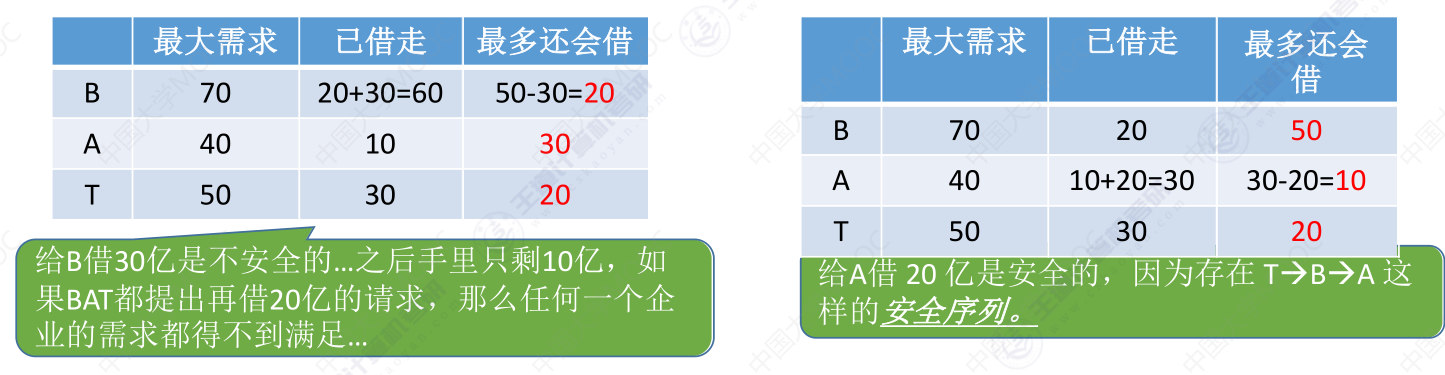 最大需求 已借走 最多还会借
B 70 20+30=60 50-30=20
A 40 10 30
T 50 30 20
给B借30亿是不安全的…之后手里只剩10亿，如
果BAT都提出再借20亿的请求，那么任何一个企
业的需求都得不到满足…
最大需求 已借走 最多还会
借
B 70 20 50
A 40 10+20=30 30-20=10
T 50 30 20
给A借 20 亿是安全的，因为存在 T→B→A 这
样的安全序列。